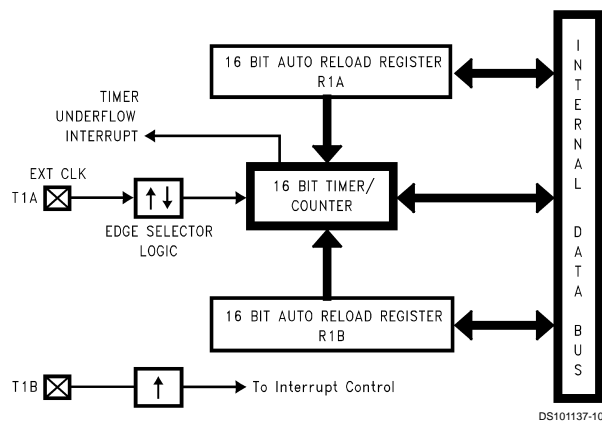 16 BIT AUTO RELOAD REGISTER
R1A
TIMER
UNDERFLOW
INTERRUPT
EXT CLK
T1A
EDGE SELECTOR
LOGIC
16 BIT TIMER/
COUNTER
16 BIT AUTO RELOAD REGISTER
R1B
T1B
To Interrupt Control
INTERNAL DATA BUS
DS101137-10